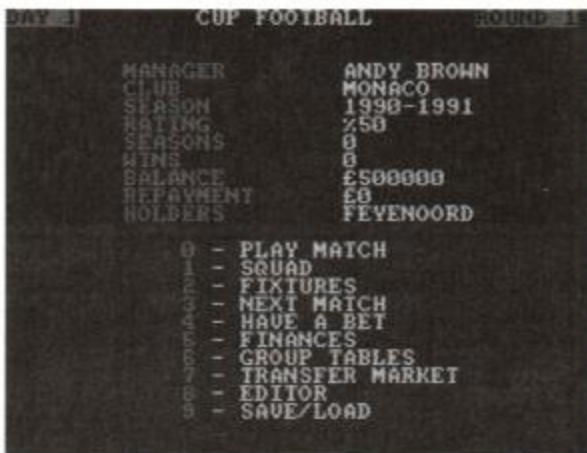 DAY 1 CUP FOOTBALL ROUND 1
MANAGER ANDY BROWN
CLUB MONACO
SEASON 1990-1991
RATING %50
SEASONS 0
WINS 0
BALANCE £500000
REPAYMENT £0
HOLDERS FEYENOORD
0 - PLAY MATCH
1 - SQUAD
2 - FIXTURES
3 - NEXT MATCH
4 - HAVE A BET
5 - FINANCES
6 - GROUP TABLES
7 - TRANSFER MARKET
8 - EDITOR
9 - SAVE/LOAD